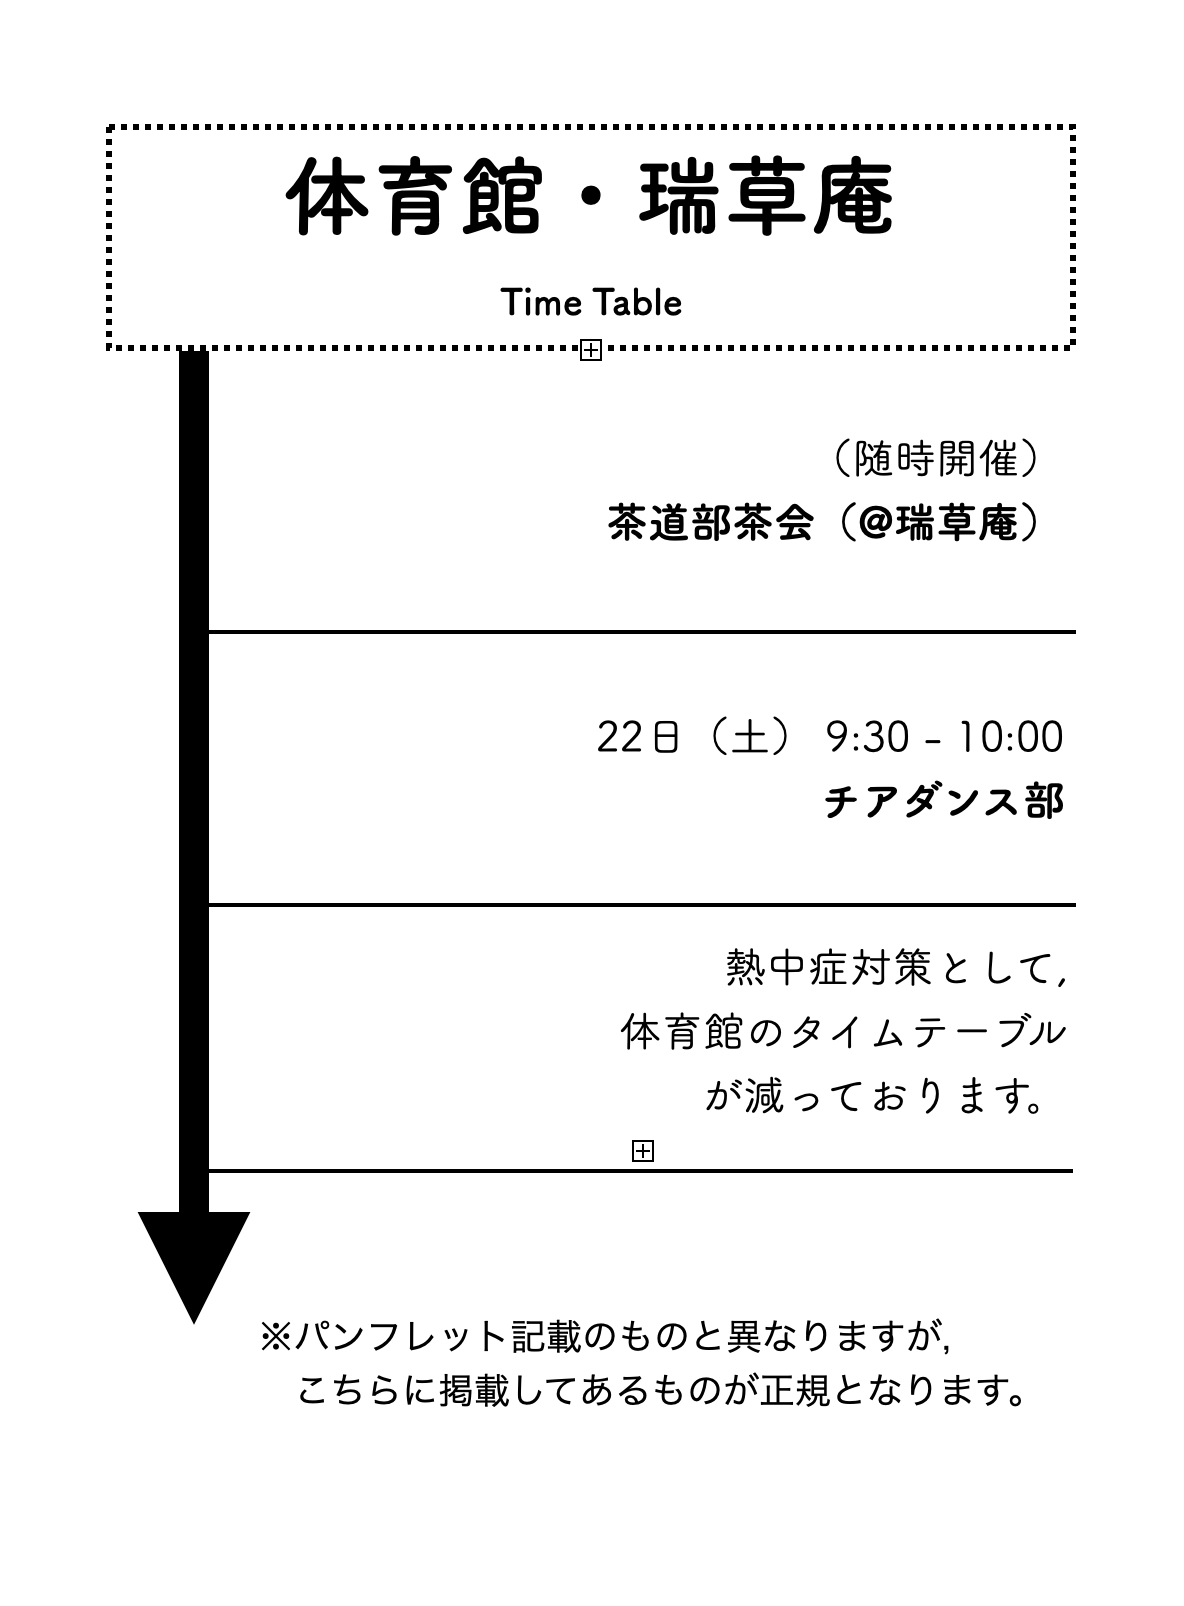 体育館・瑞草庵
Time Table
（随時開催）
茶道部茶会（@瑞草庵）
22日（土） 9:30 – 10:00
チアダンス部
熱中症対策として,
体育館のタイムテーブル
が減っております。
※パンフレット記載のものと異なりますが,
こちらに掲載してあるものが正規となります。